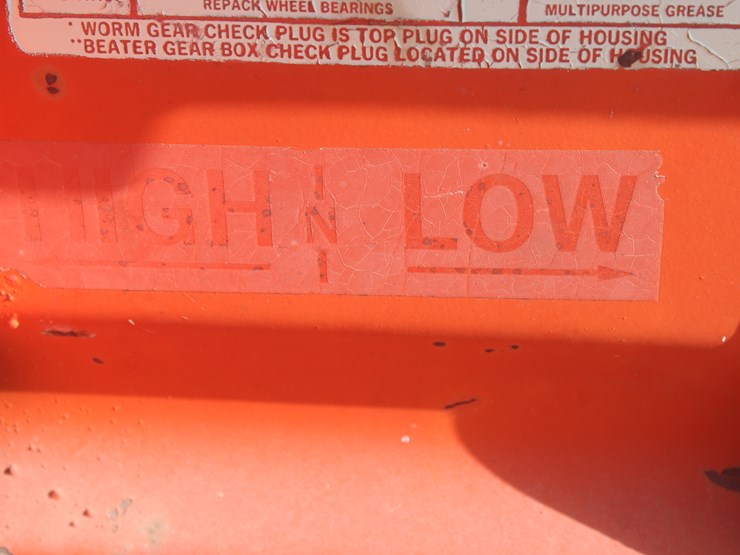 REPACK WHEEL BEARINGS MULTIPURPOSE GREASE
* WORM GEAR CHECK PLUG IS TOP PLUG ON SIDE OF HOUSING
**BEATER GEAR BOX CHECK PLUG LOCATED ON SIDE OF HOUSING
HIGH N LOW